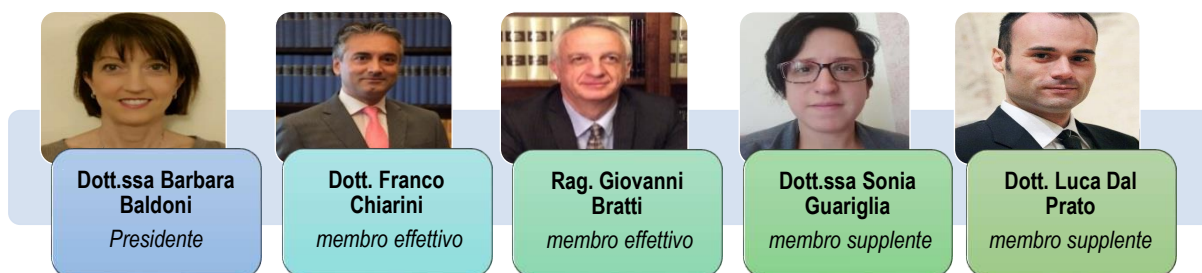 Dott.ssa Barbara
Baldoni
Presidente
Dott. Franco
Chiarini
membro effettivo
Rag. Giovanni
Bratti
membro effettivo
Dott.ssa Sonia
Guariglia
membro supplente
Dott. Luca Dal
Prato
membro supplente